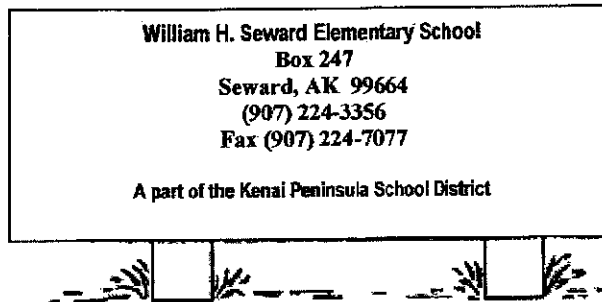 William H. Seward Elementary School
Box 247
Seward, AK 99664
(907) 224-3356
Fax (907) 224-7077
A part of the Kenai Peninsula School District